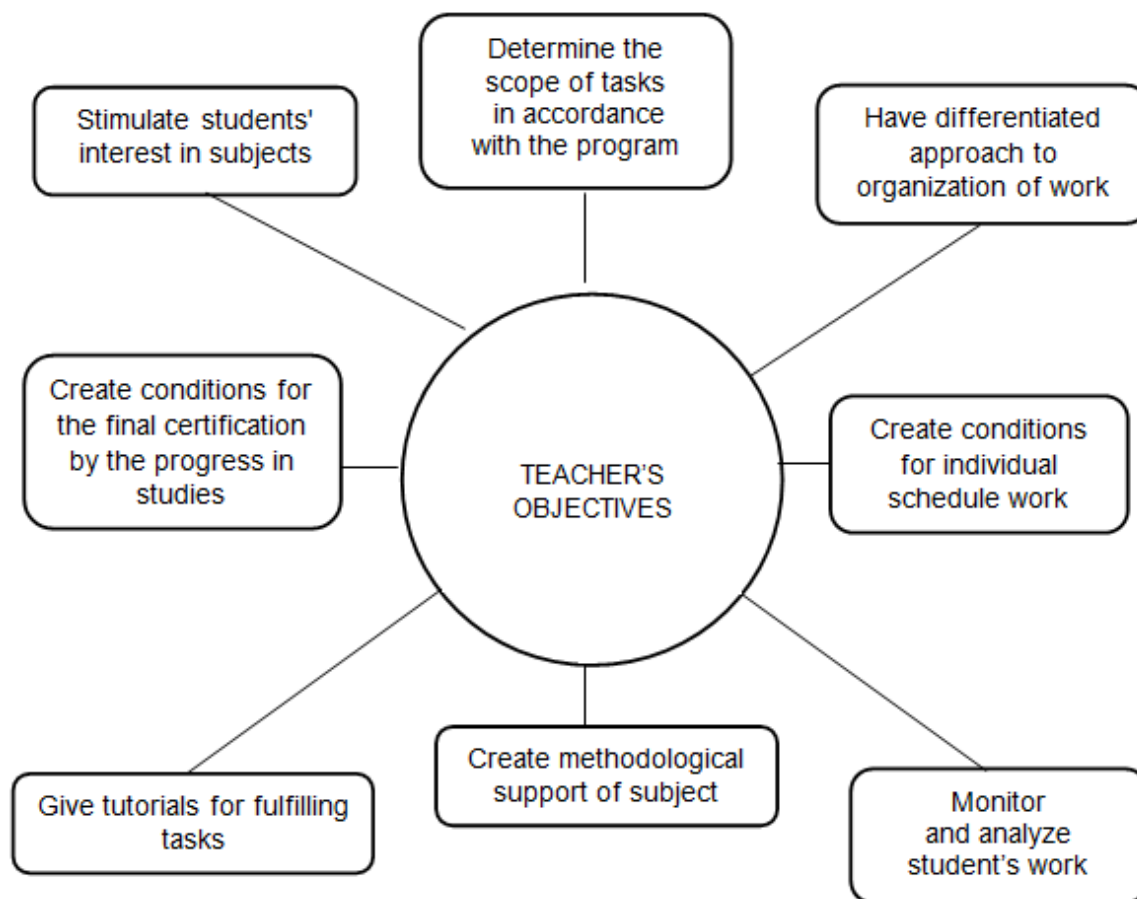 Determine the
scope of tasks
in accordance
with the program
Stimulate students'
interest in subjects
Have differentiated
approach to
organization of work
Create conditions for
the final certification
by the progress in
studies
TEACHER'S
OBJECTIVES
Create conditions
for individual
schedule work
Give tutorials for fulfilling
tasks
Create methodological
support of subject
Monitor
and analyze
student's work